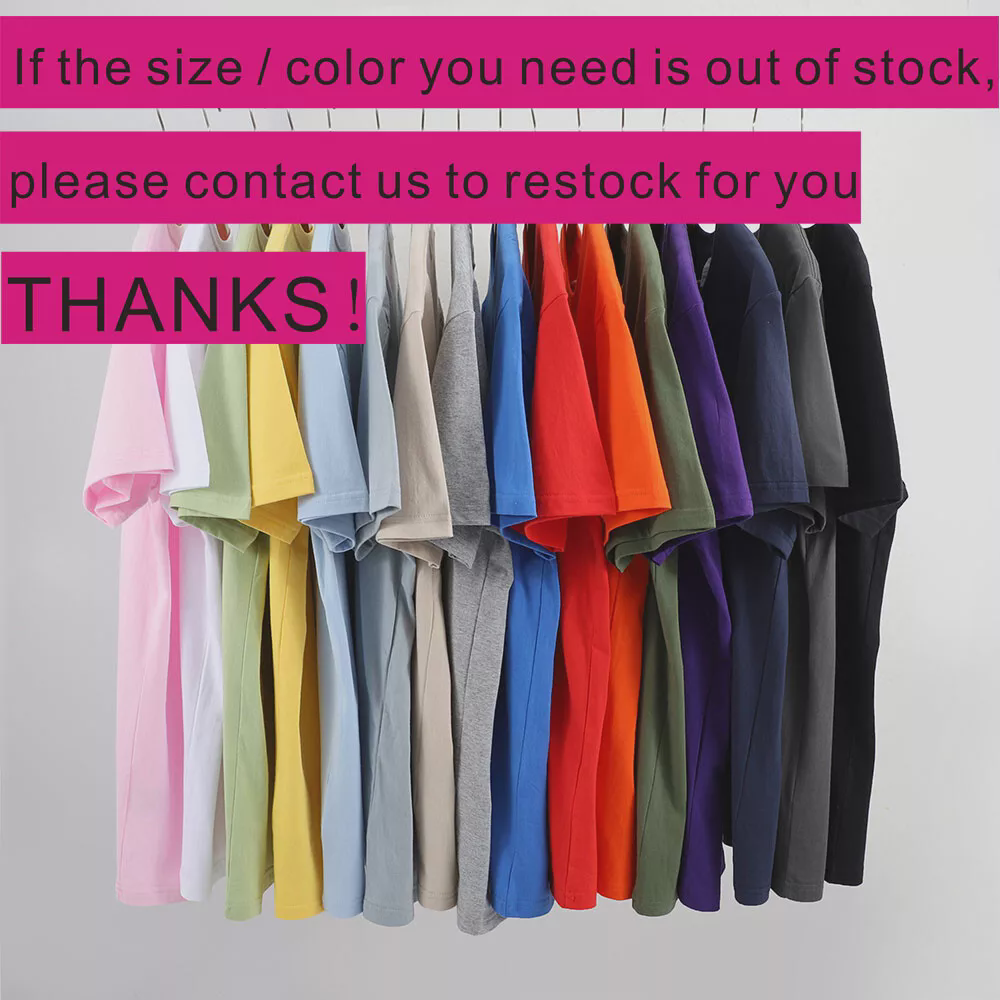 If the size / color you need is out of stock,
please contact us to restock for you
THANKS!